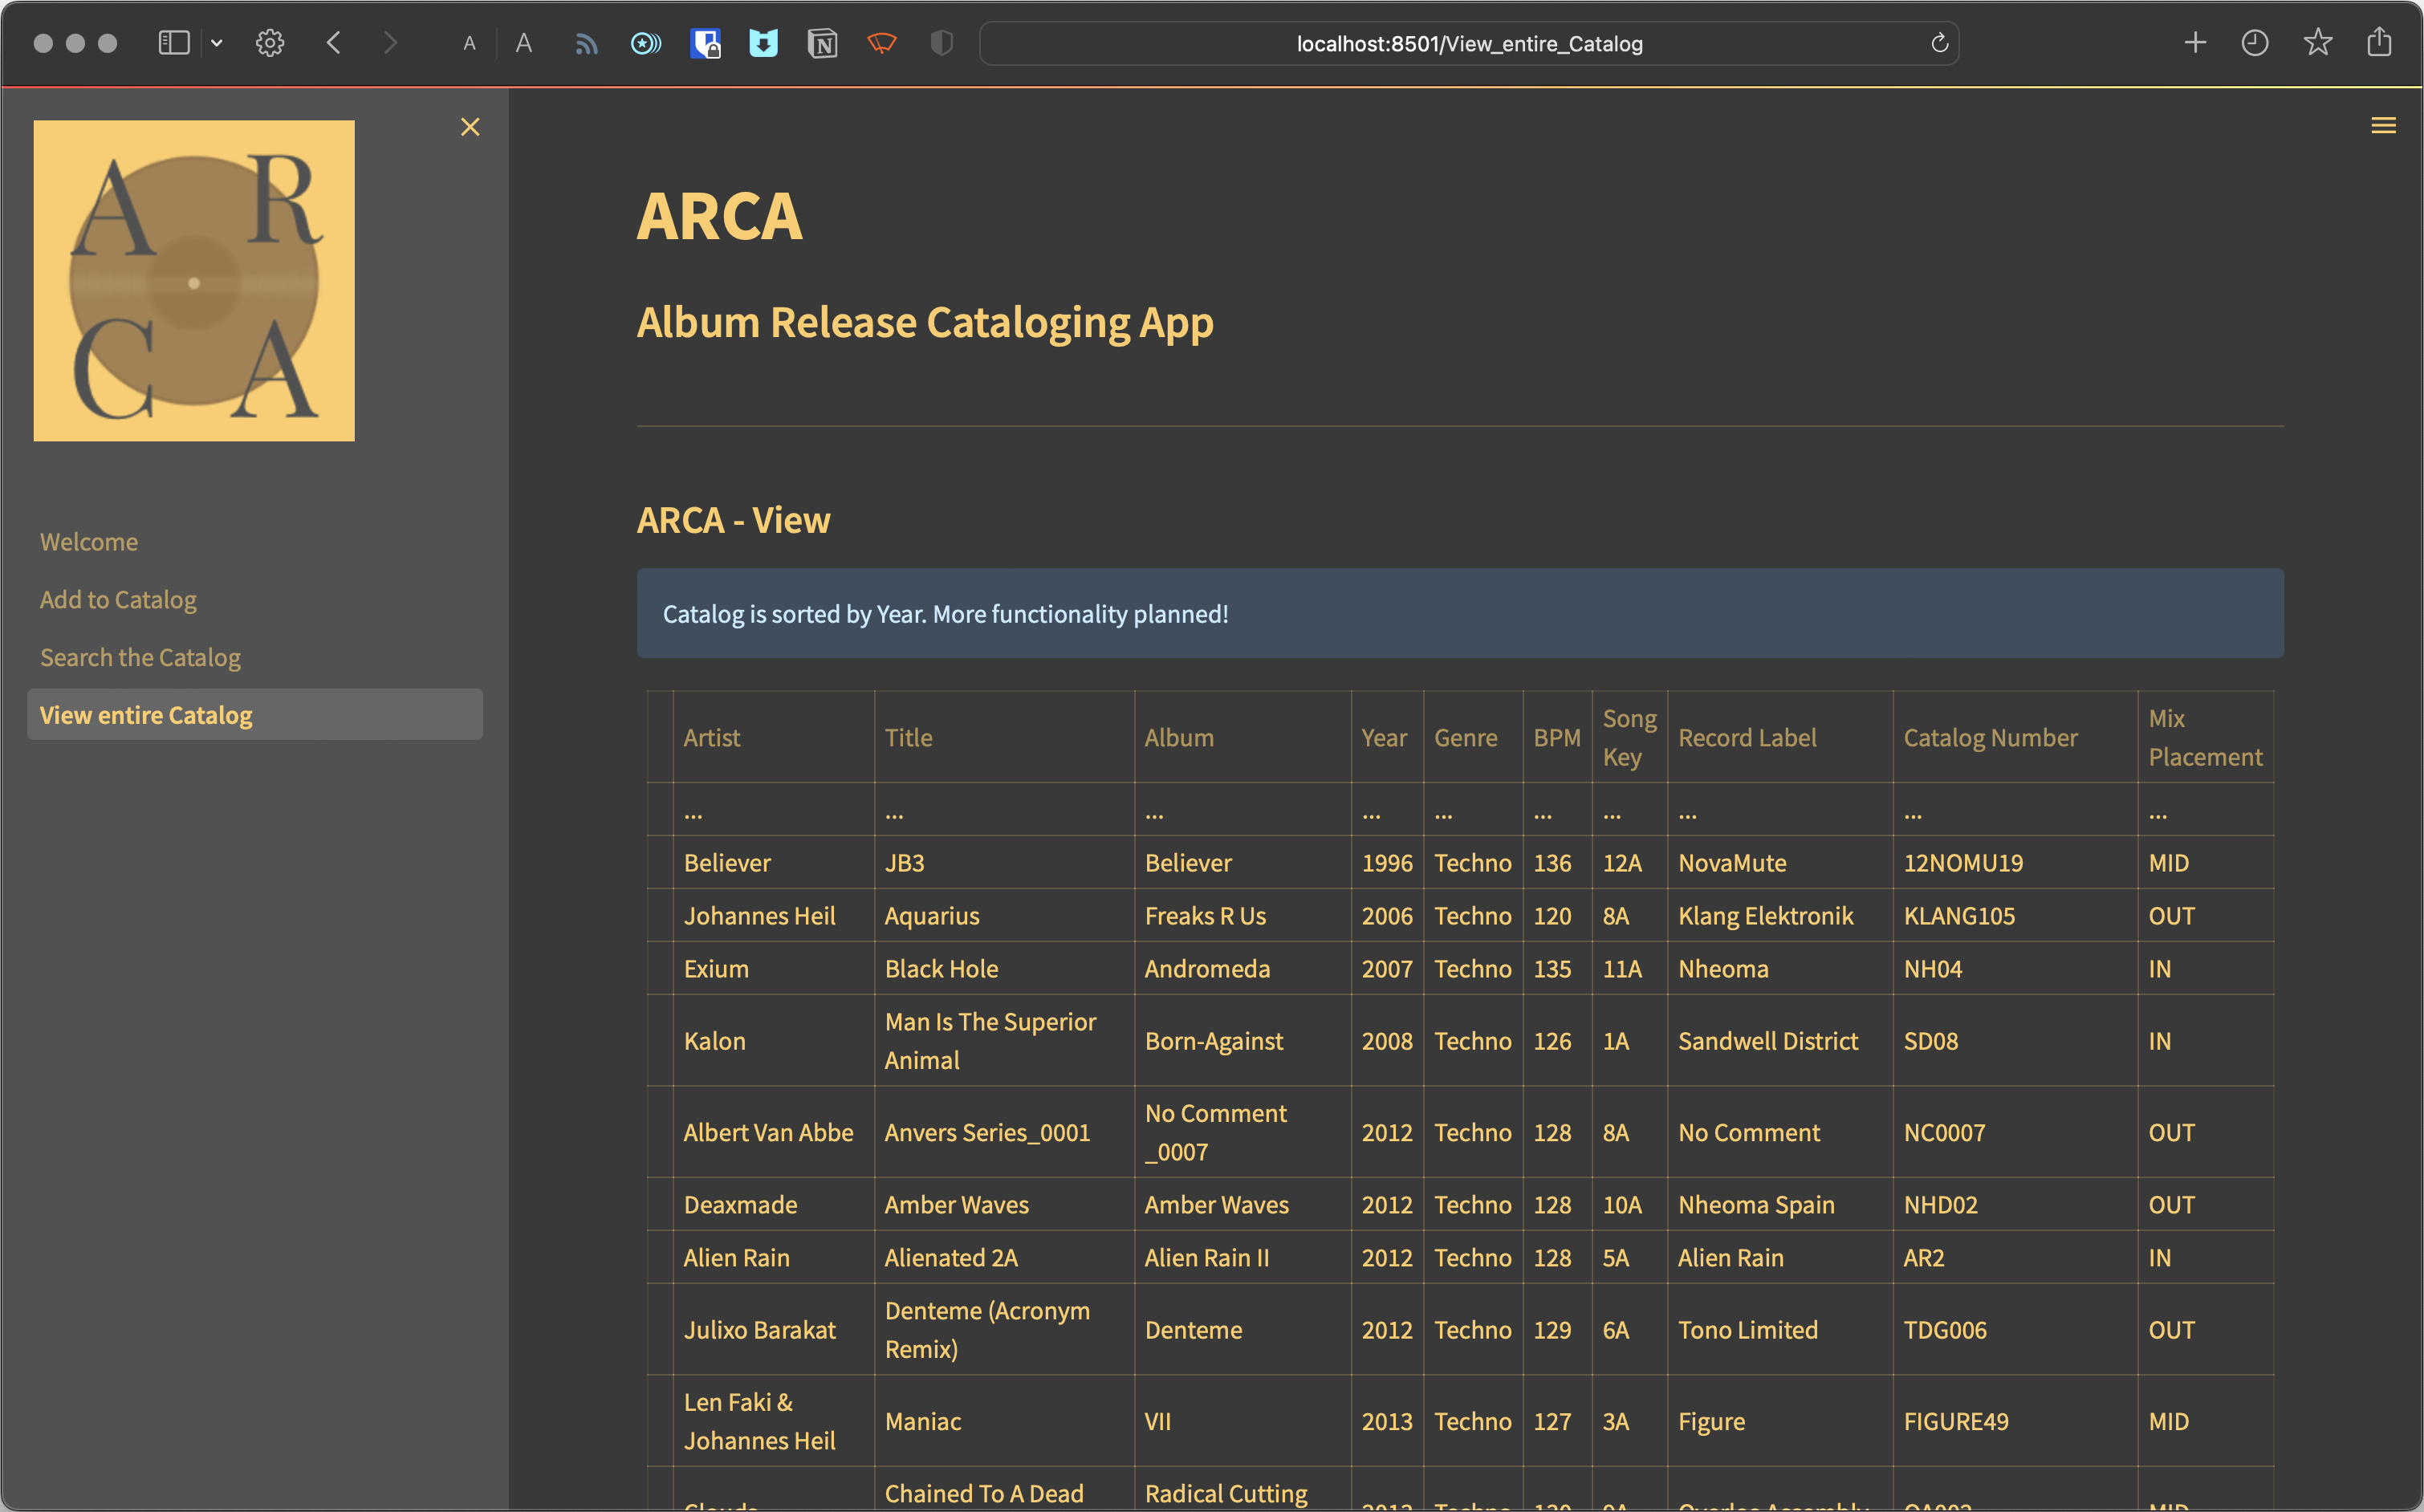 A A
localhost:8501/View_entire_Catalog
A R
C A
Welcome
Add to Catalog
Search the Catalog
View entire Catalog
ARCA
Album Release Cataloging App
ARCA - View
Catalog is sorted by Year. More functionality planned!
Artist Title Album Year Genre BPM Song Key Record Label Catalog Number Mix Placement
... ... ... ... ... ... ... ... ... ...
Believer JB3 Believer 1996 Techno 136 12A NovaMute 12NOMU19 MID
Johannes Heil Aquarius Freaks R Us 2006 Techno 120 8A Klang Elektronik KLANG105 OUT
Exium Black Hole Andromeda 2007 Techno 135 11A Nheoma NH04 IN
Kalon Man Is The Superior Animal Born-Against 2008 Techno 126 1A Sandwell District SD08 IN
Albert Van Abbe Anvers Series_0001 No Comment _0007 2012 Techno 128 8A No Comment NC0007 OUT
Deaxmade Amber Waves Amber Waves 2012 Techno 128 10A Nheoma Spain NHD02 OUT
Alien Rain Alienated 2A Alien Rain II 2012 Techno 128 5A Alien Rain AR2 IN
Julixo Barakat Denteme (Acronym Remix) Denteme 2012 Techno 129 6A Tono Limited TDG006 OUT
Len Faki & Johannes Heil Maniac VII 2013 Techno 127 3A Figure FIGURE49 MID
Chained To A Dead Radical Cutting